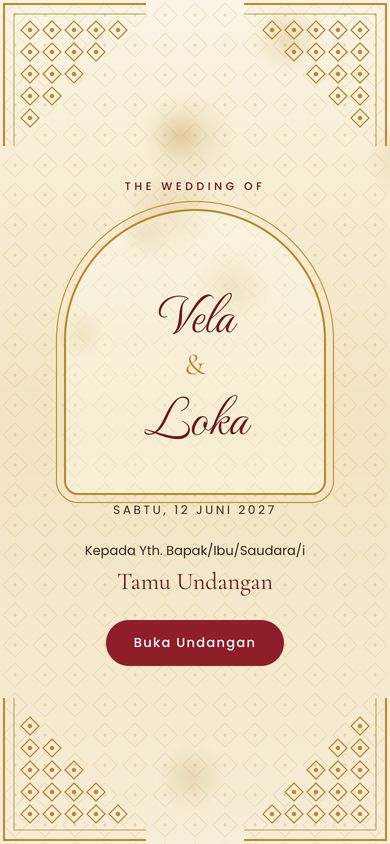 THE WEDDING OF
Vela
&
Loka
SABTU, 12 JUNI 2027
Kepada Yth. Bapak/Ibu/Saudara/i
Tamu Undangan
Buka Undangan